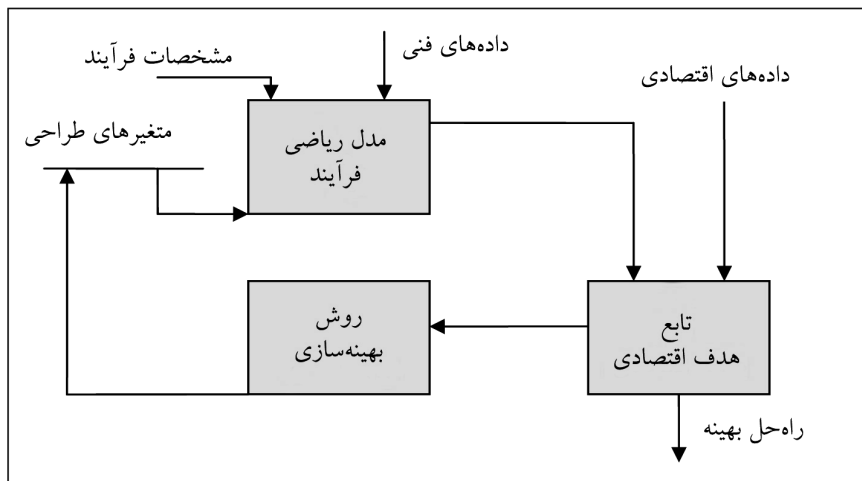 داده‌های فنی
مشخصات فرآیند
داده‌های اقتصادی
متغیرهای طراحی
مدل ریاضی
فرآیند
روش
بهینه‌سازی
تابع
هدف اقتصادی
راه‌حل بهینه